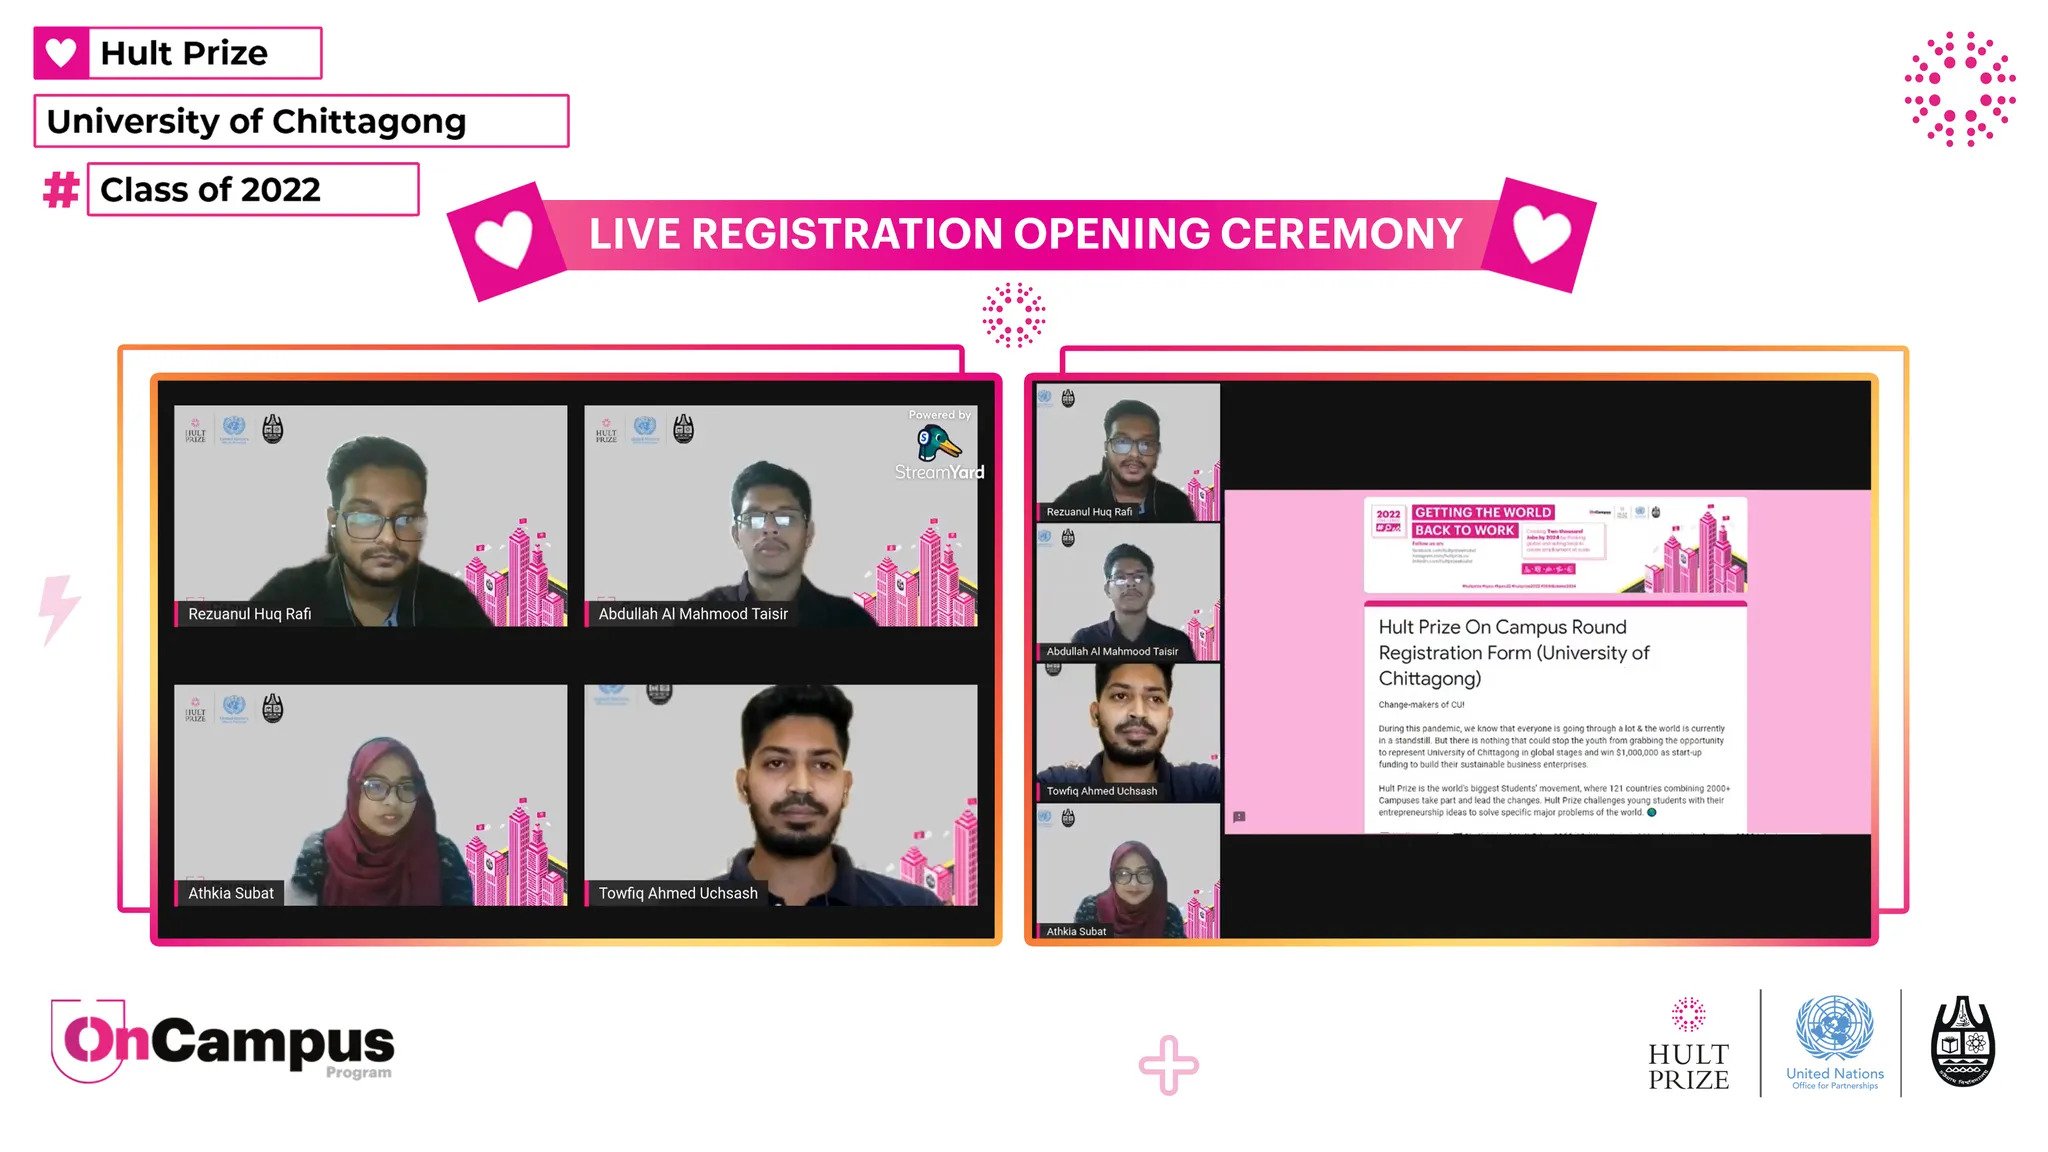 Hult Prize
University of Chittagong
# Class of 2022
LIVE REGISTRATION OPENING CEREMONY
HULT
PRIZE
HULT
PRIZE
Powered by
StreamYard
Rezuanul Huq Rafi
Abdullah Al Mahmood Taisir
HULT
PRIZE
Athkia Subat
Towfiq Ahmed Uchsash
Rezuanul Huq Rafi
Abdullah Al Mahmood Taisir
Towfiq Ahmed Uchsash
Athkia Subat
2022
GETTING THE WORLD
BACK TO WORK
OnCampus
Follow us on:
Hult Prize On Campus Round
Registration Form (University of
Chittagong)
Change-makers of CU!
During this pandemic, we know that everyone is going through a lot & the world is currently
in a standstill. But there is nothing that could stop the youth from grabbing the opportunity
to represent University of Chittagong in global stages and win $1,000,000 as start-up
funding to build their sustainable business enterprises.
Hult Prize is the world's biggest Students' movement, where 121 countries combining 2000+
Campuses take part and lead the changes. Hult Prize challenges young students with their
entrepreneurship ideas to solve specific major problems of the world.
OnCampus
Program
HULT
PRIZE
United Nations
Office for Partnerships